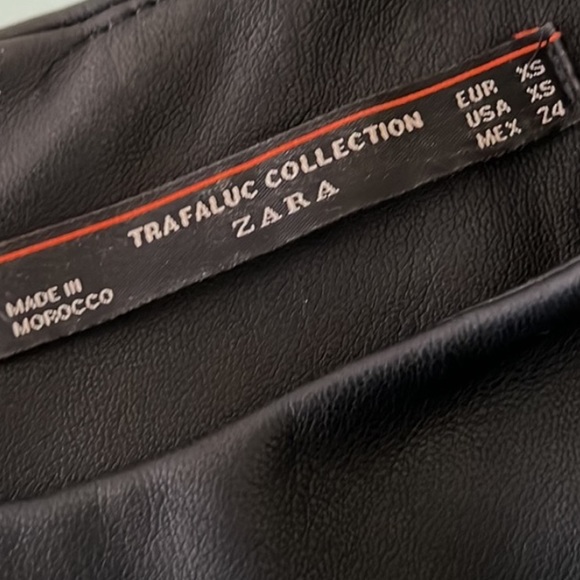 TRAFALUC COLLECTION
ZARA
EUR XS
USA XS
MEX 24
MADE IN
MOROCCO